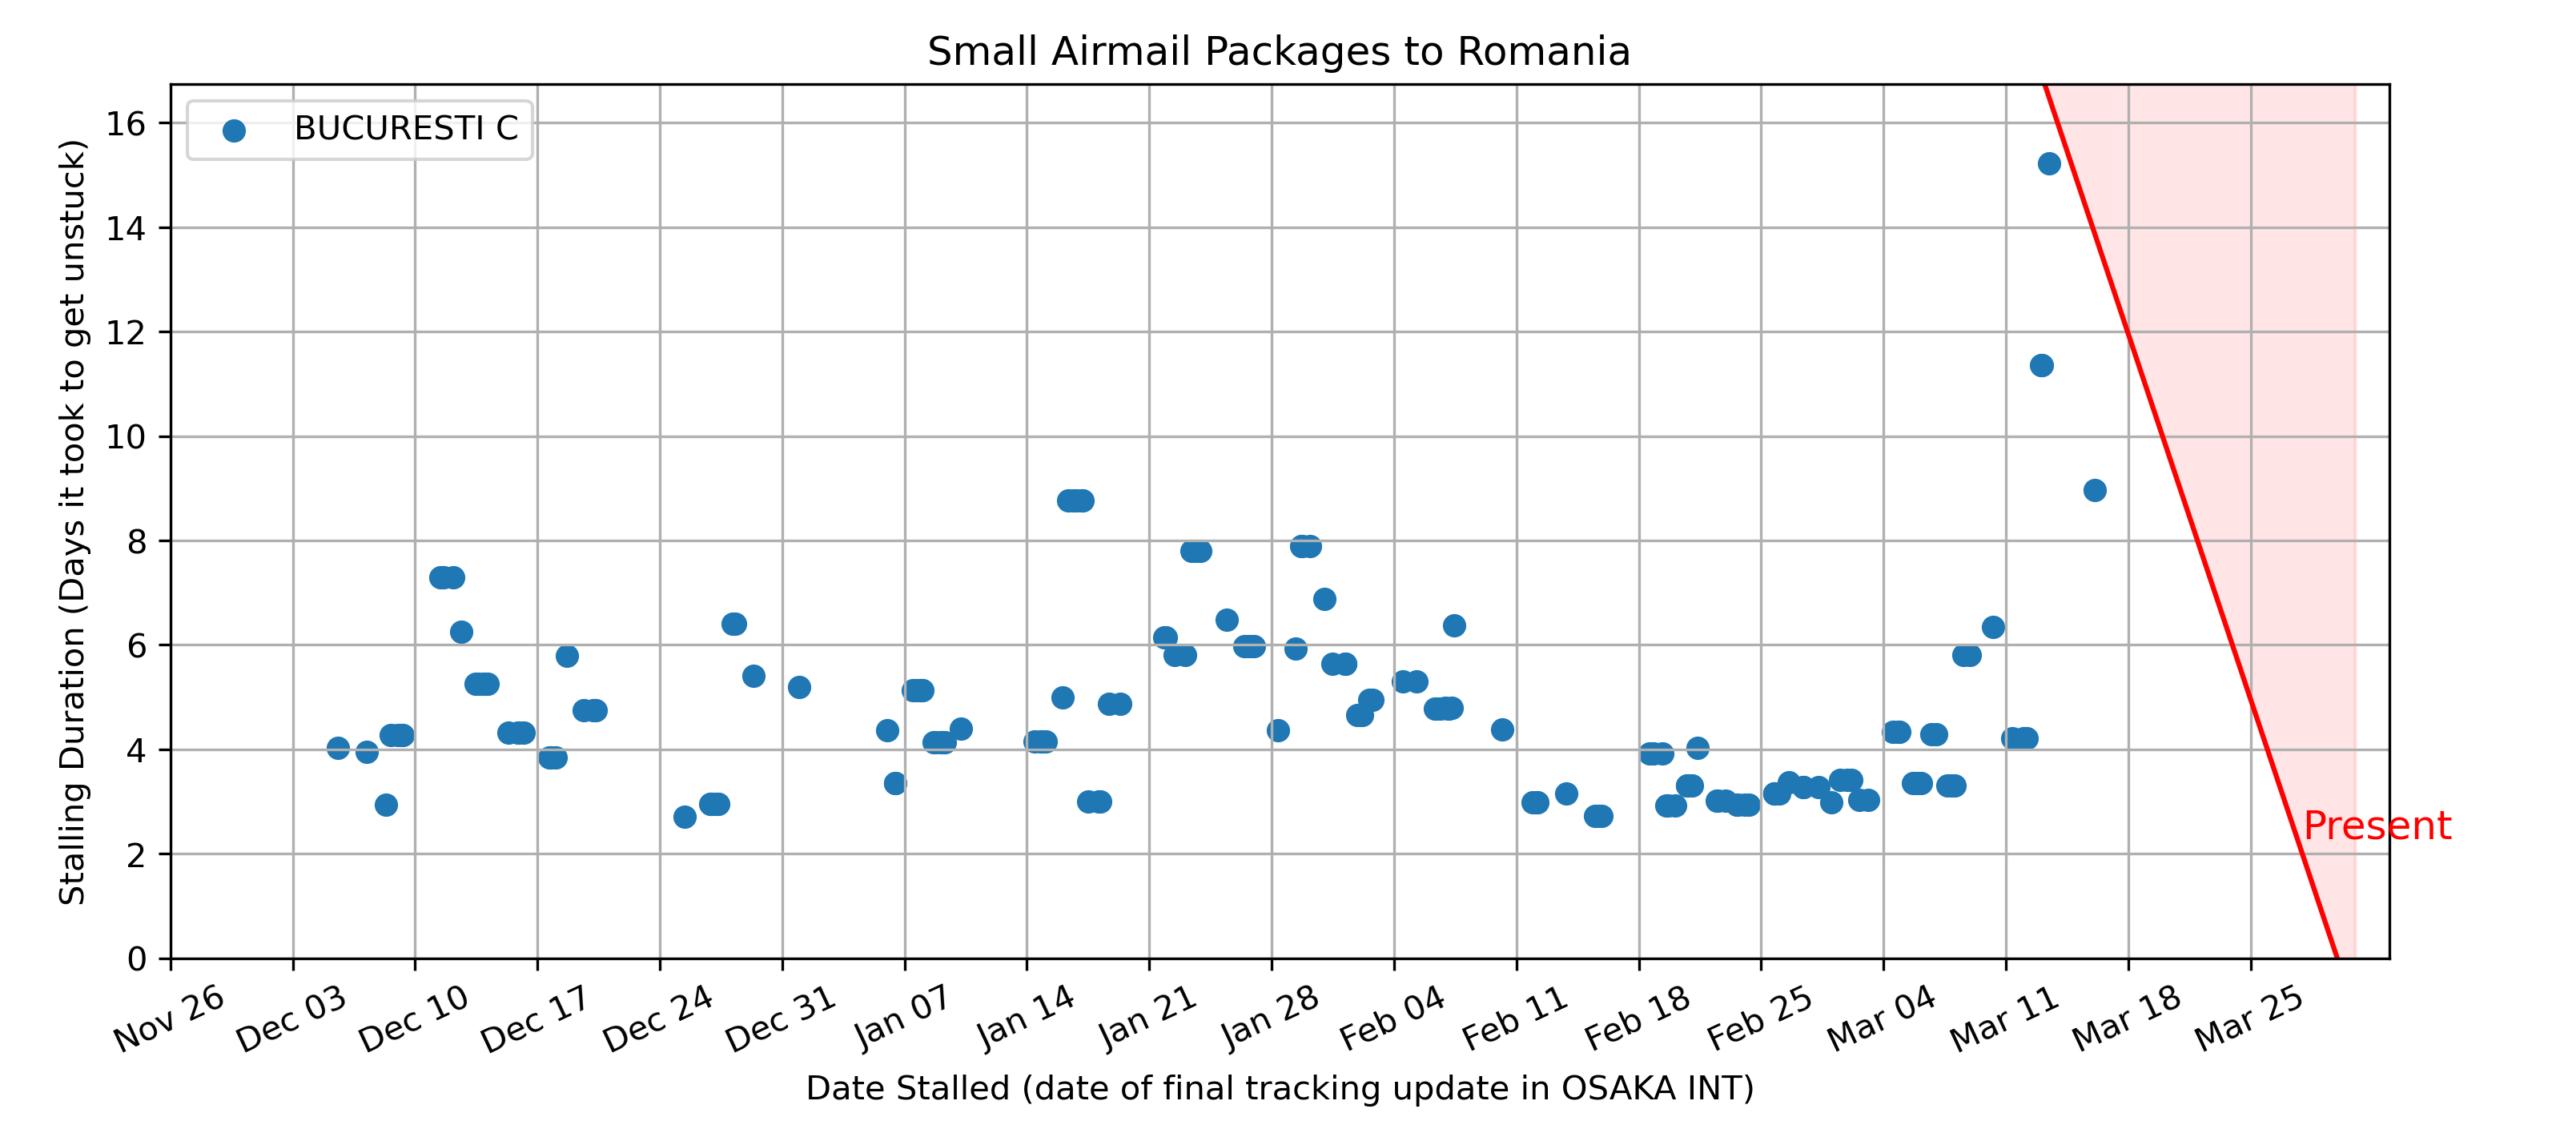 Small Airmail Packages to Romania
BUCURESTI C
Stalling Duration (Days it took to get unstuck)
16
14
12
10
8
6
4
2
0
Present
Nov 26
Dec 03
Dec 10
Dec 17
Dec 24
Dec 31
Jan 07
Jan 14
Jan 21
Jan 28
Feb 04
Feb 11
Feb 18
Feb 25
Mar 04
Mar 11
Mar 18
Mar 25
Date Stalled (date of final tracking update in OSAKA INT)